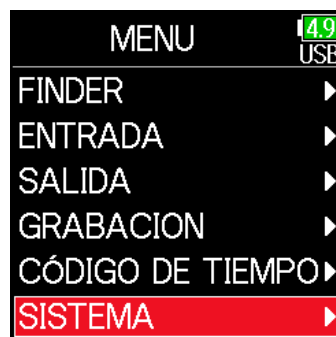 MENU
4.9
USB
FINDER
ENTRADA
SALIDA
GRABACION
CÓDIGO DE TIEMPO
SISTEMA